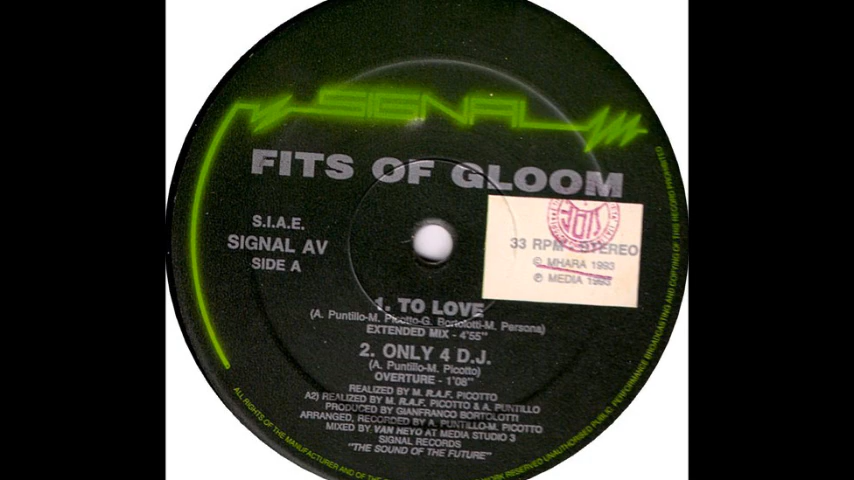 SIGNAL
FITS OF GLOOM
S.I.A.E.
SIGNAL AV
SIDE A
33 RPM - STEREO
© MHARA 1993
℗ MEDIA 1993
1. TO LOVE
(A. Puntillo-M. Picotto-G. Bortolotti-M. Persona)
EXTENDED MIX - 4'55"
2. ONLY 4 D.J.
(A. Puntillo-M. Picotto)
OVERTURE - 1'08"
REALIZED BY M. R.A.F. PICOTTO
A2) REALIZED BY M. R.A.F. PICOTTO & A. PUNTILLO
PRODUCED BY GIANFRANCO BORTOLOTTI
ARRANGED, RECORDED BY A. PUNTILLO-M. PICOTTO
MIXED BY VAN NEYO AT MEDIA STUDIO 3
SIGNAL RECORDS
"THE SOUND OF THE FUTURE"
ALL RIGHTS OF THE MANUFACTURER AND OF THE
RESERVED UNAUTHORISED PUBLIC PERFORMANCE BROADCASTING AND COPYING OF THIS RECORD PROHIBITED